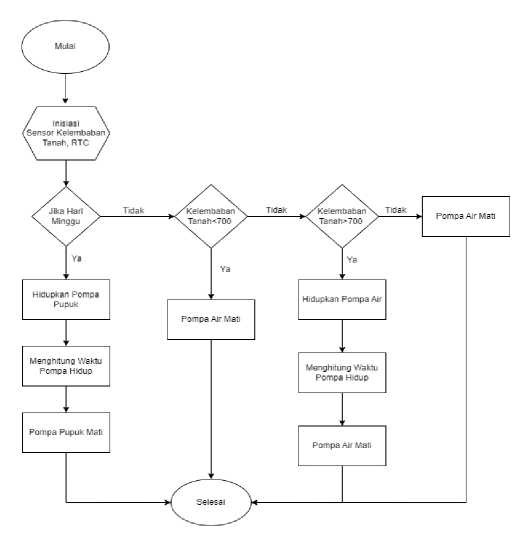 Mulai
Inisiasi
Sensor Kelembaban
Tanah, RTC
Jika Hari
Minggu
Tidak
Kelembaban
Tanah<700
Tidak
Kelembaban
Tanah>700
Tidak
Pompa Air Mati
Ya
Ya
Ya
Hidupkan Pompa
Pupuk
Pompa Air Mati
Hidupkan Pompa Air
Menghitung Waktu
Pompa Hidup
Menghitung Waktu
Pompa Hidup
Pompa Pupuk Mati
Pompa Air Mati
Selesai